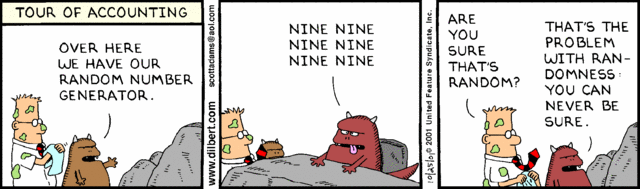 TOUR OF ACCOUNTING
OVER HERE
WE HAVE OUR
RANDOM NUMBER
GENERATOR.
www.dilbert.com
scottadams@aol.com
NINE NINE
NINE NINE
NINE NINE
© 2001 United Feature Syndicate, Inc.
ARE
YOU
SURE
THAT'S
RANDOM?
THAT'S THE
PROBLEM
WITH RAN-
DOMNESS:
YOU CAN
NEVER BE
SURE.